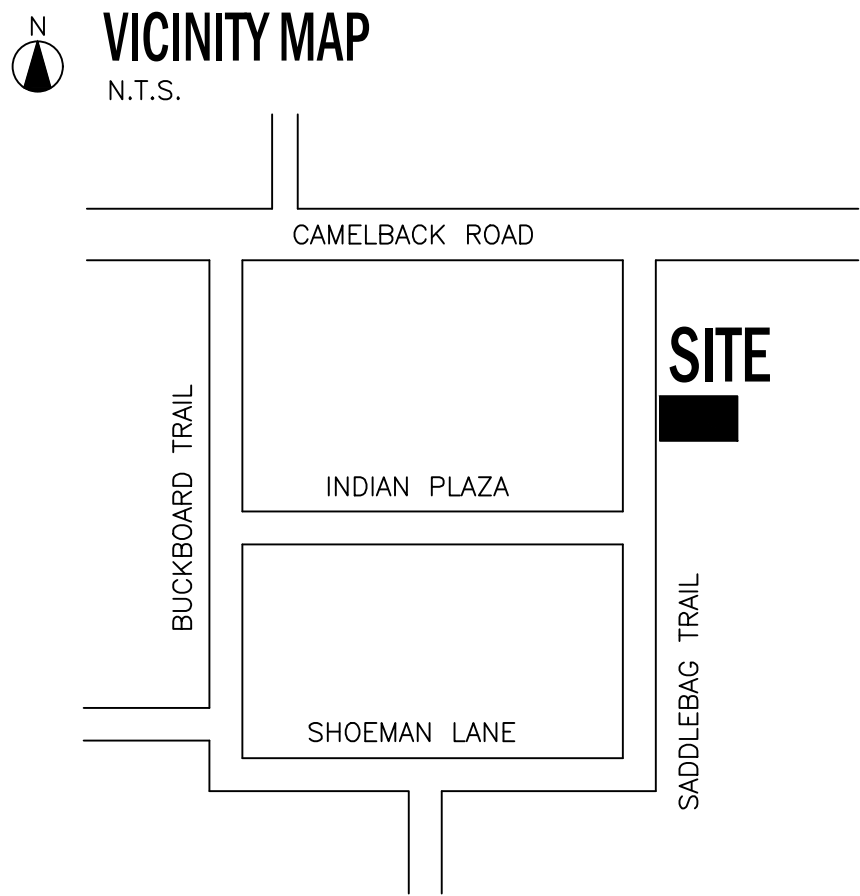 N
VICINITY MAP
N.T.S.
CAMELBACK ROAD
SITE
BUCKBOARD TRAIL
INDIAN PLAZA
SADDLEBAG TRAIL
SHOEMAN LANE